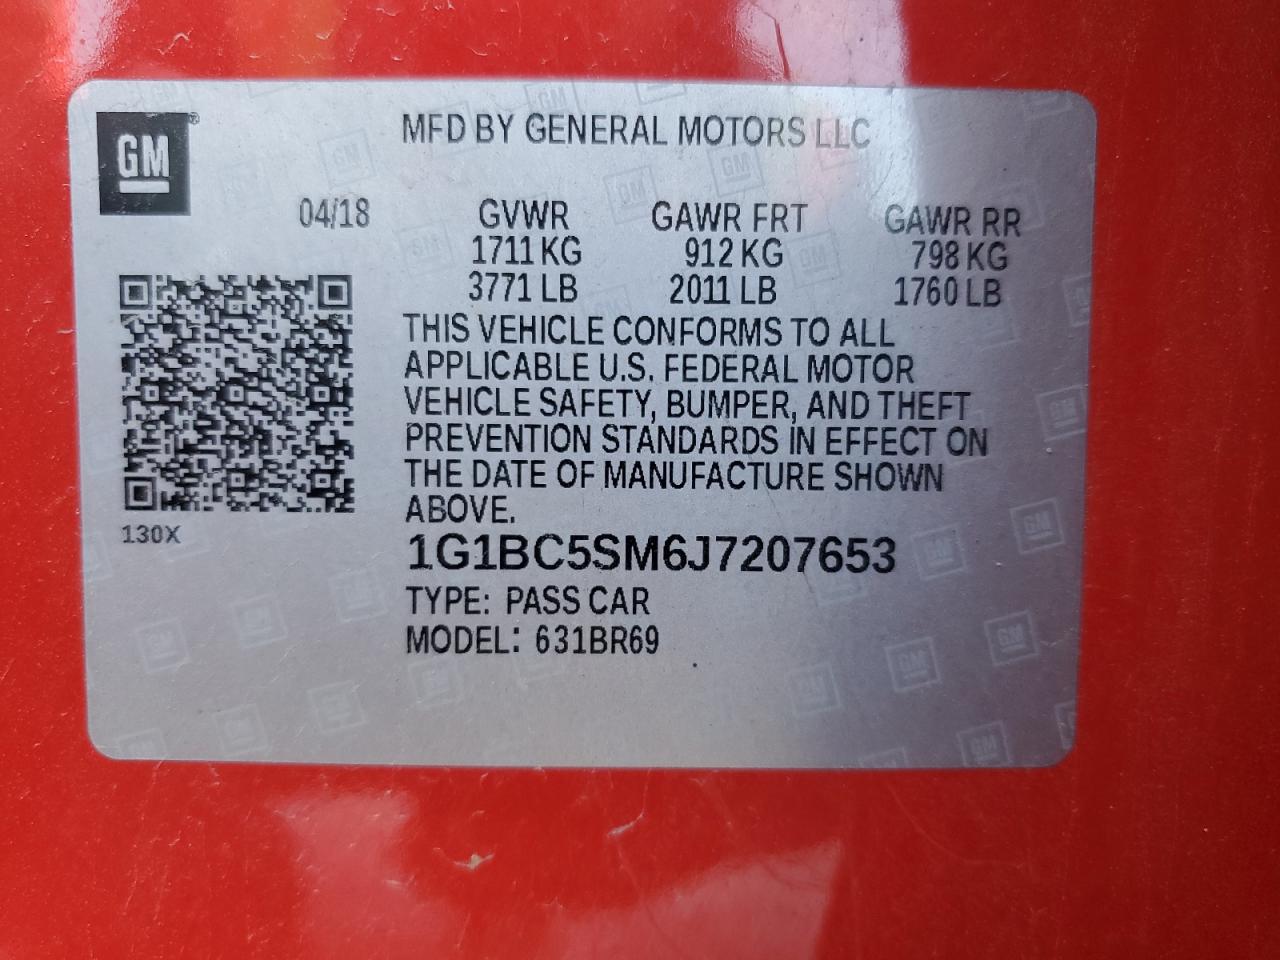 GM®
MFD BY GENERAL MOTORS LLC
04/18 GVWR GAWR FRT GAWR RR
1711 KG 912 KG 798 KG
3771 LB 2011 LB 1760 LB
THIS VEHICLE CONFORMS TO ALL
APPLICABLE U.S. FEDERAL MOTOR
VEHICLE SAFETY, BUMPER, AND THEFT
PREVENTION STANDARDS IN EFFECT ON
THE DATE OF MANUFACTURE SHOWN
ABOVE.
130X
1G1BC5SM6J7207653
TYPE: PASS CAR
MODEL: 631BR69